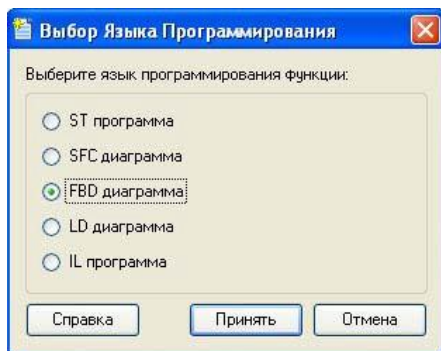 Выбор Языка Программирования
Выберите язык программирования функции:
ST программа
SFC диаграмма
FBD диаграмма
LD диаграмма
IL программа
Справка Принять Отмена